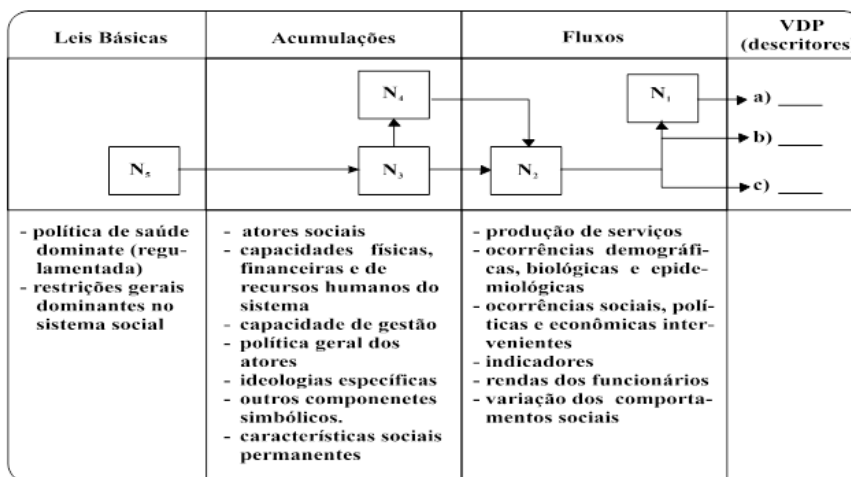 Leis Básicas
Acumulações
Fluxos
VDP
(descritores)
N₄
N₁
a) ____
b) ____
N₅
N₃
N₂
c) ____
- política de saúde
dominate (regu-
lamentada)
- restrições gerais
dominantes no
sistema social
- atores sociais
- capacidades físicas,
financeiras e de
recursos humanos do
sistema
- capacidade de gestão
- política geral dos
atores
- ideologias específicas
- outros componenetes
simbólicos.
- características sociais
permanentes
- produção de serviços
- ocorrências demográfi-
cas, biológicas e epide-
miológicas
- ocorrências sociais, polí-
ticas e econômicas inter-
venientes
- indicadores
- rendas dos funcionários
- variação dos comporta-
mentos sociais